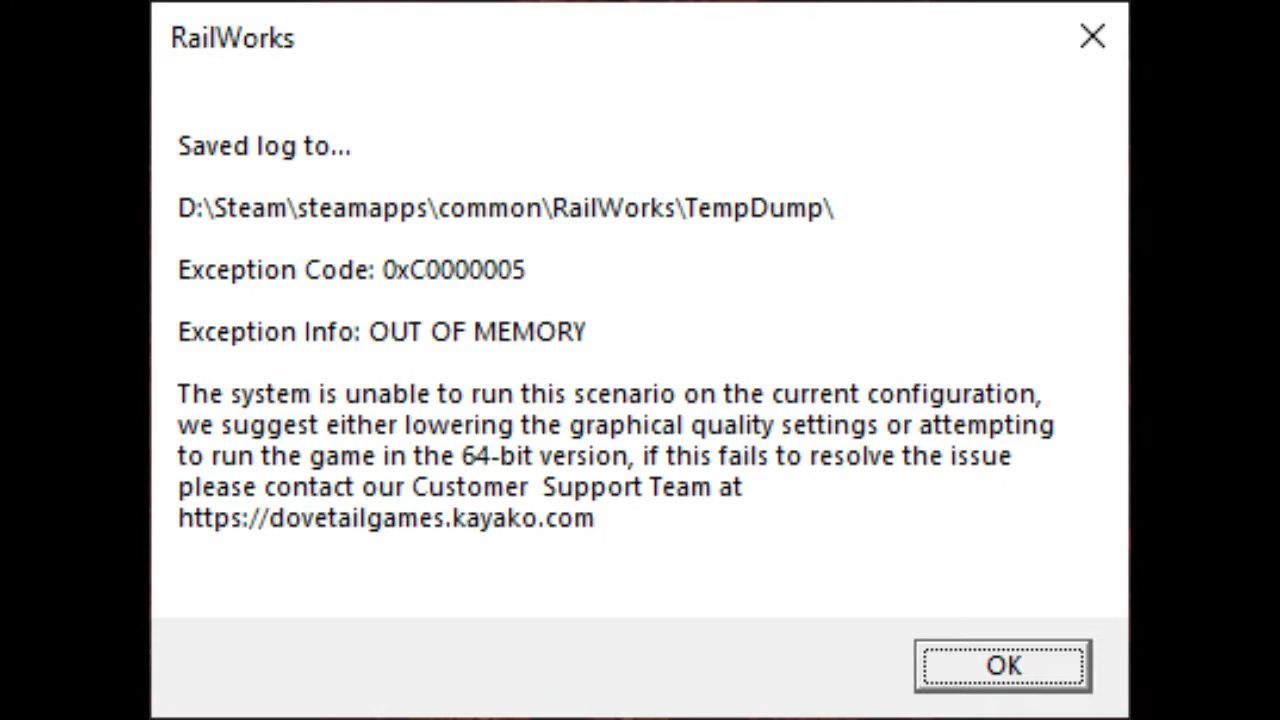 RailWorks
Saved log to...
D:\Steam\steamapps\common\RailWorks\TempDump\
Exception Code: 0xC0000005
Exception Info: OUT OF MEMORY
The system is unable to run this scenario on the current configuration,
we suggest either lowering the graphical quality settings or attempting
to run the game in the 64-bit version, if this fails to resolve the issue
please contact our Customer  Support Team at
https://dovetailgames.kayako.com
OK